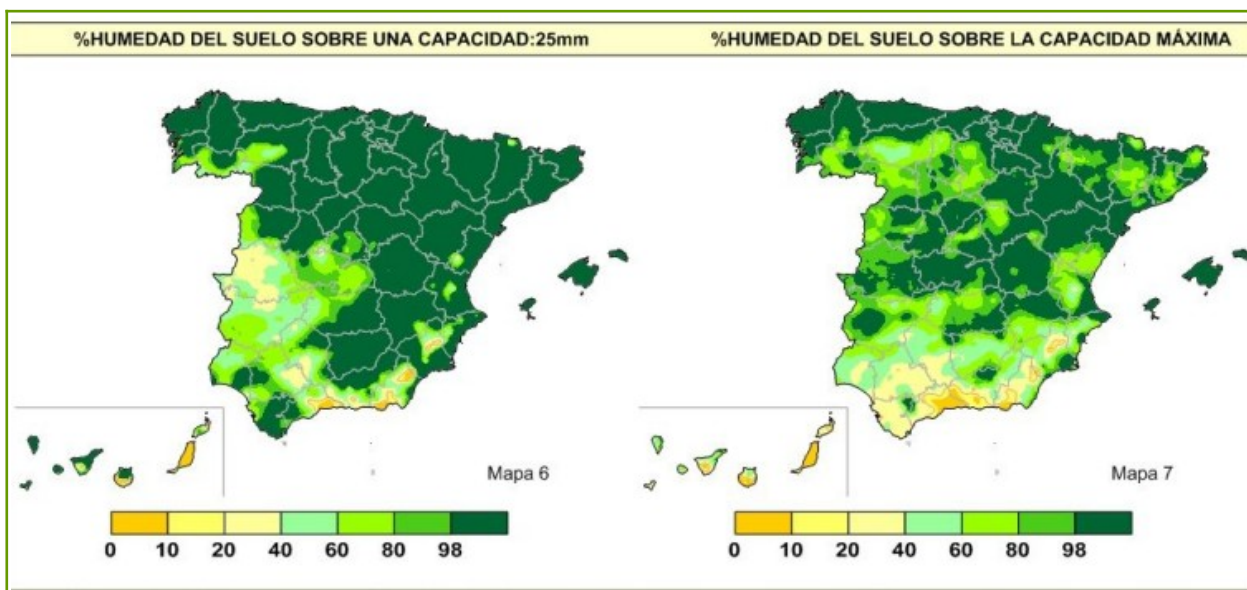 %HUMEDAD DEL SUELO SOBRE UNA CAPACIDAD:25mm
%HUMEDAD DEL SUELO SOBRE LA CAPACIDAD MÁXIMA
Mapa 6
Mapa 7
0 10 20 40 60 80 98
0 10 20 40 60 80 98